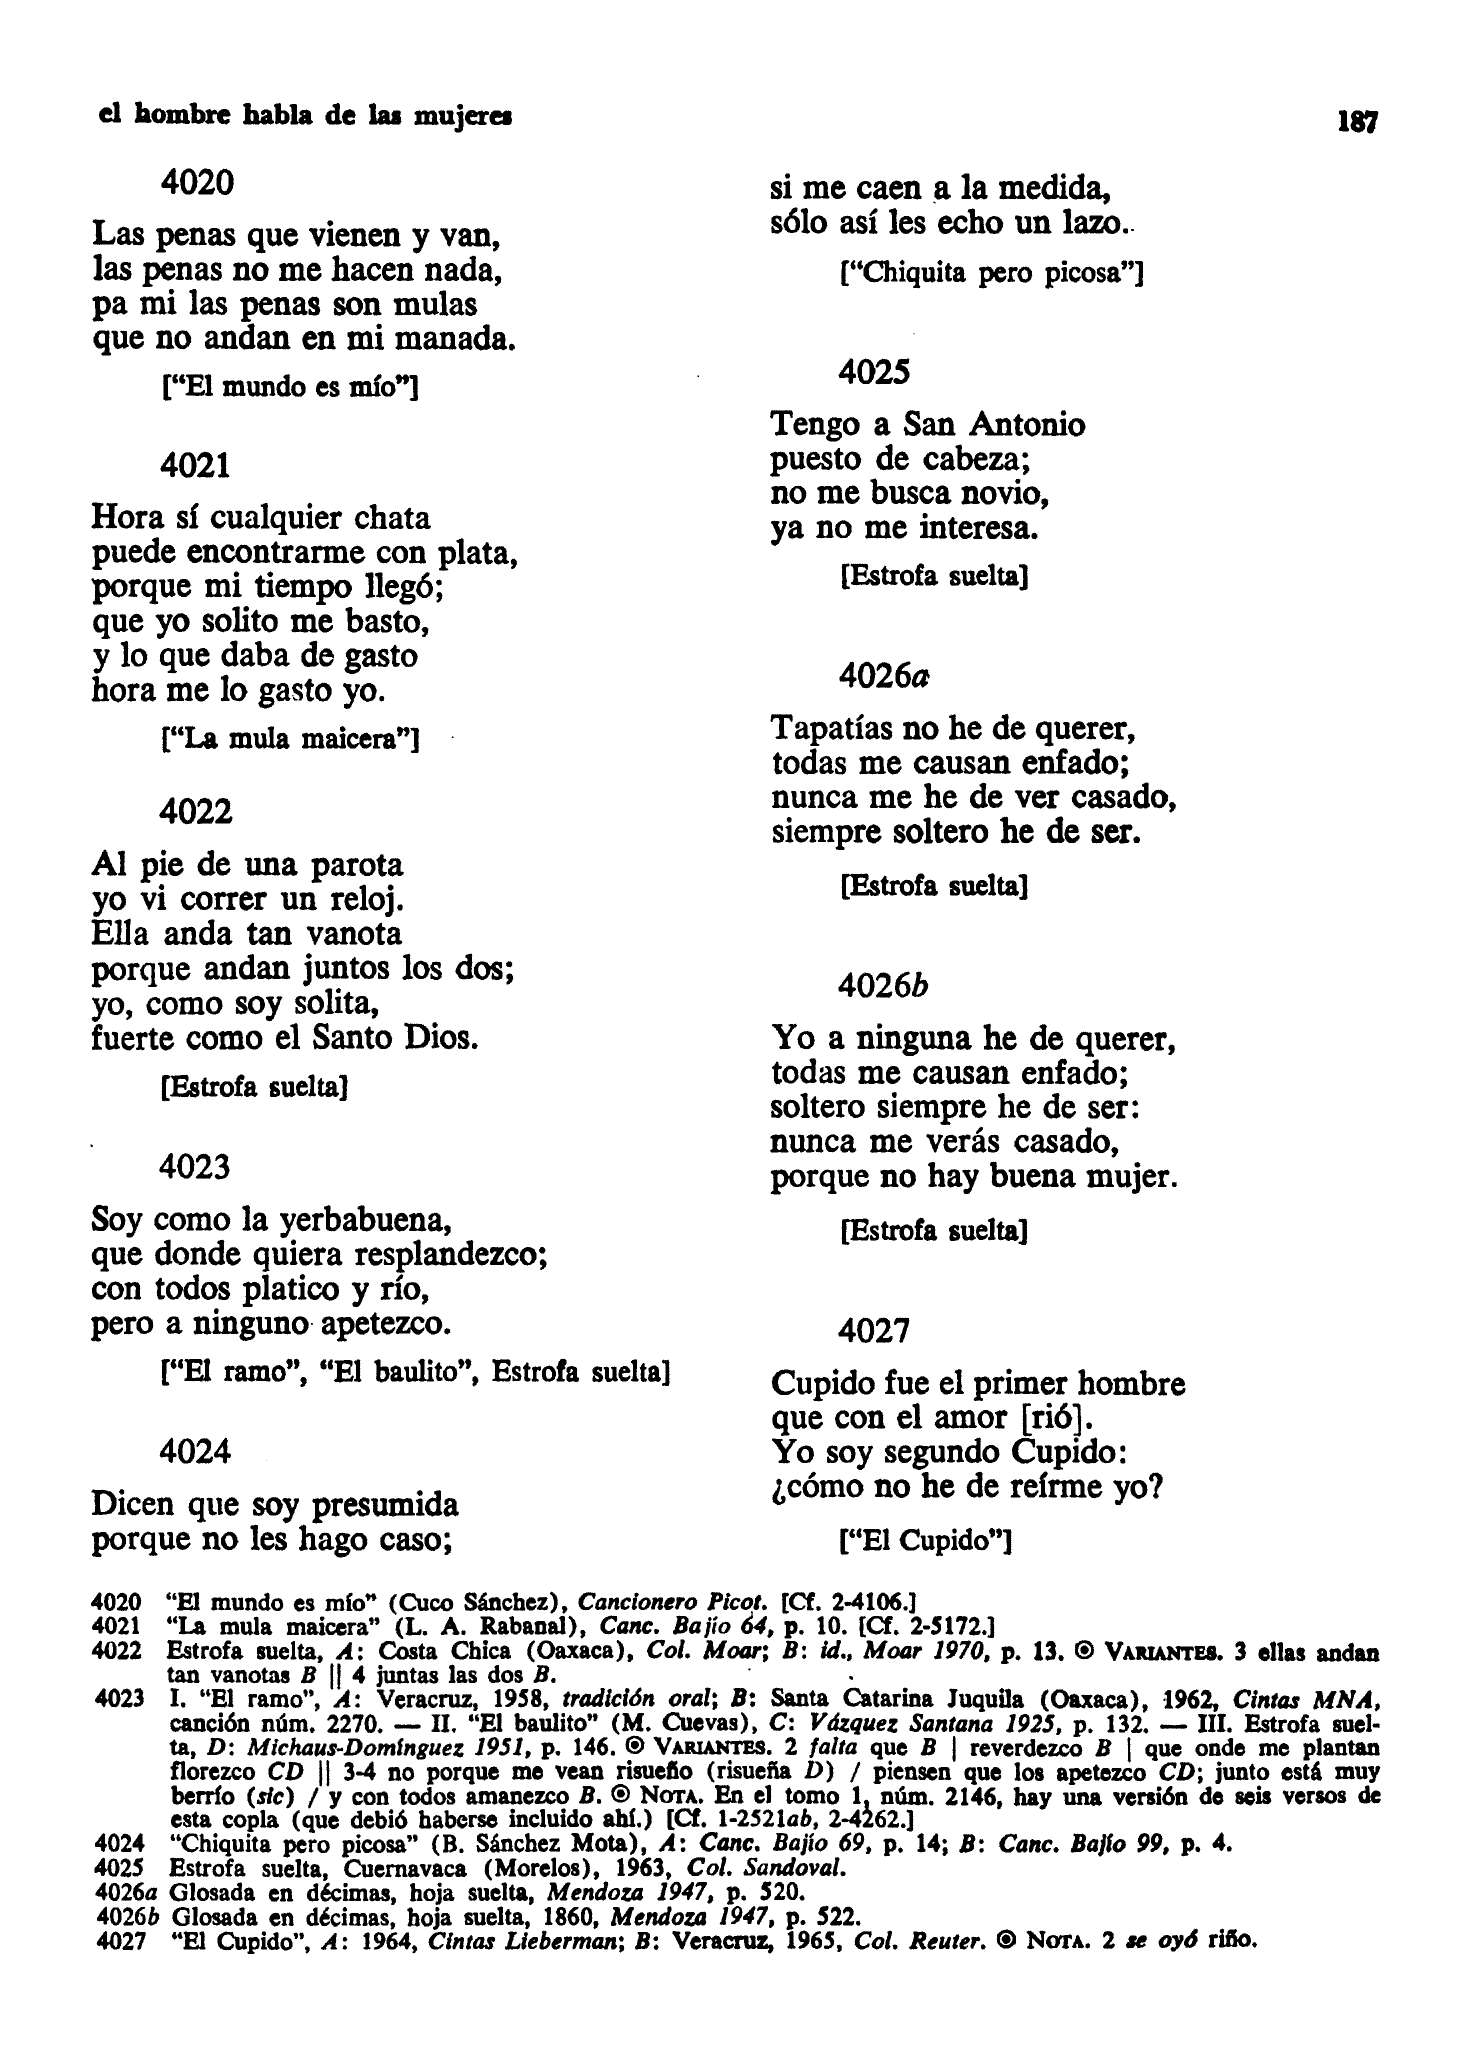 el hombre habla de las mujeres
187
4020
Las penas que vienen y van,
las penas no me hacen nada,
pa mi las penas son mulas
que no andan en mi manada.
[“El mundo es mío”]
4021
Hora sí cualquier chata
puede encontrarme con plata,
porque mi tiempo llegó;
que yo solito me basto,
y lo que daba de gasto
hora me lo gasto yo.
[“La mula maicera”]
4022
Al pie de una parota
yo vi correr un reloj.
Ella anda tan vanota
porque andan juntos los dos;
yo, como soy solita,
fuerte como el Santo Dios.
[Estrofa suelta]
4023
Soy como la yerbabuena,
que donde quiera resplandezco;
con todos platico y río,
pero a ninguno apetezco.
[“El ramo”, “El baulito”, Estrofa suelta]
4024
Dicen que soy presumida
porque no les hago caso;
si me caen a la medida,
sólo así les echo un lazo.
[“Chiquita pero picosa”]
4025
Tengo a San Antonio
puesto de cabeza;
no me busca novio,
ya no me interesa.
[Estrofa suelta]
4026a
Tapatías no he de querer,
todas me causan enfado;
nunca me he de ver casado,
siempre soltero he de ser.
[Estrofa suelta]
4026b
Yo a ninguna he de querer,
todas me causan enfado;
soltero siempre he de ser:
nunca me verás casado,
porque no hay buena mujer.
[Estrofa suelta]
4027
Cupido fue el primer hombre
que con el amor [rió].
Yo soy segundo Cupido:
¿cómo no he de reírme yo?
[“El Cupido”]
4020 “El mundo es mío” (Cuco Sánchez), Cancionero Picot. [Cf. 2-4106.]
4021 “La mula maicera” (L. A. Rabanal), Canc. Bajío 64, p. 10. [Cf. 2-5172.]
4022 Estrofa suelta, A: Costa Chica (Oaxaca), Col. Moar; B: id., Moar 1970, p. 13. ⊙ VARIANTES. 3 ellas andan
tan vanotas B || 4 juntas las dos B.
4023 I. “El ramo”, A: Veracruz, 1958, tradición oral; B: Santa Catarina Juquila (Oaxaca), 1962, Cintas MNA,
canción núm. 2270. — II. “El baulito” (M. Cuevas), C: Vázquez Santana 1925, p. 132. — III. Estrofa suel-
ta, D: Michaus-Domínguez 1951, p. 146. ⊙ VARIANTES. 2 falta que B | reverdezco B | que onde me plantan
florezco CD || 3-4 no porque me vean risueño (risueña D) / piensen que los apetezco CD; junto está muy
berrío (sic) / y con todos amanezco B. ⊙ NOTA. En el tomo 1, núm. 2146, hay una versión de seis versos de
esta copla (que debió haberse incluido ahí.) [Cf. 1-2521ab, 2-4262.]
4024 “Chiquita pero picosa” (B. Sánchez Mota), A: Canc. Bajío 69, p. 14; B: Canc. Bajío 99, p. 4.
4025 Estrofa suelta, Cuernavaca (Morelos), 1963, Col. Sandoval.
4026a Glosada en décimas, hoja suelta, Mendoza 1947, p. 520.
4026b Glosada en décimas, hoja suelta, 1860, Mendoza 1947, p. 522.
4027 “El Cupido”, A: 1964, Cintas Lieberman; B: Veracruz, 1965, Col. Reuter. ⊙ NOTA. 2 se oyó riño.